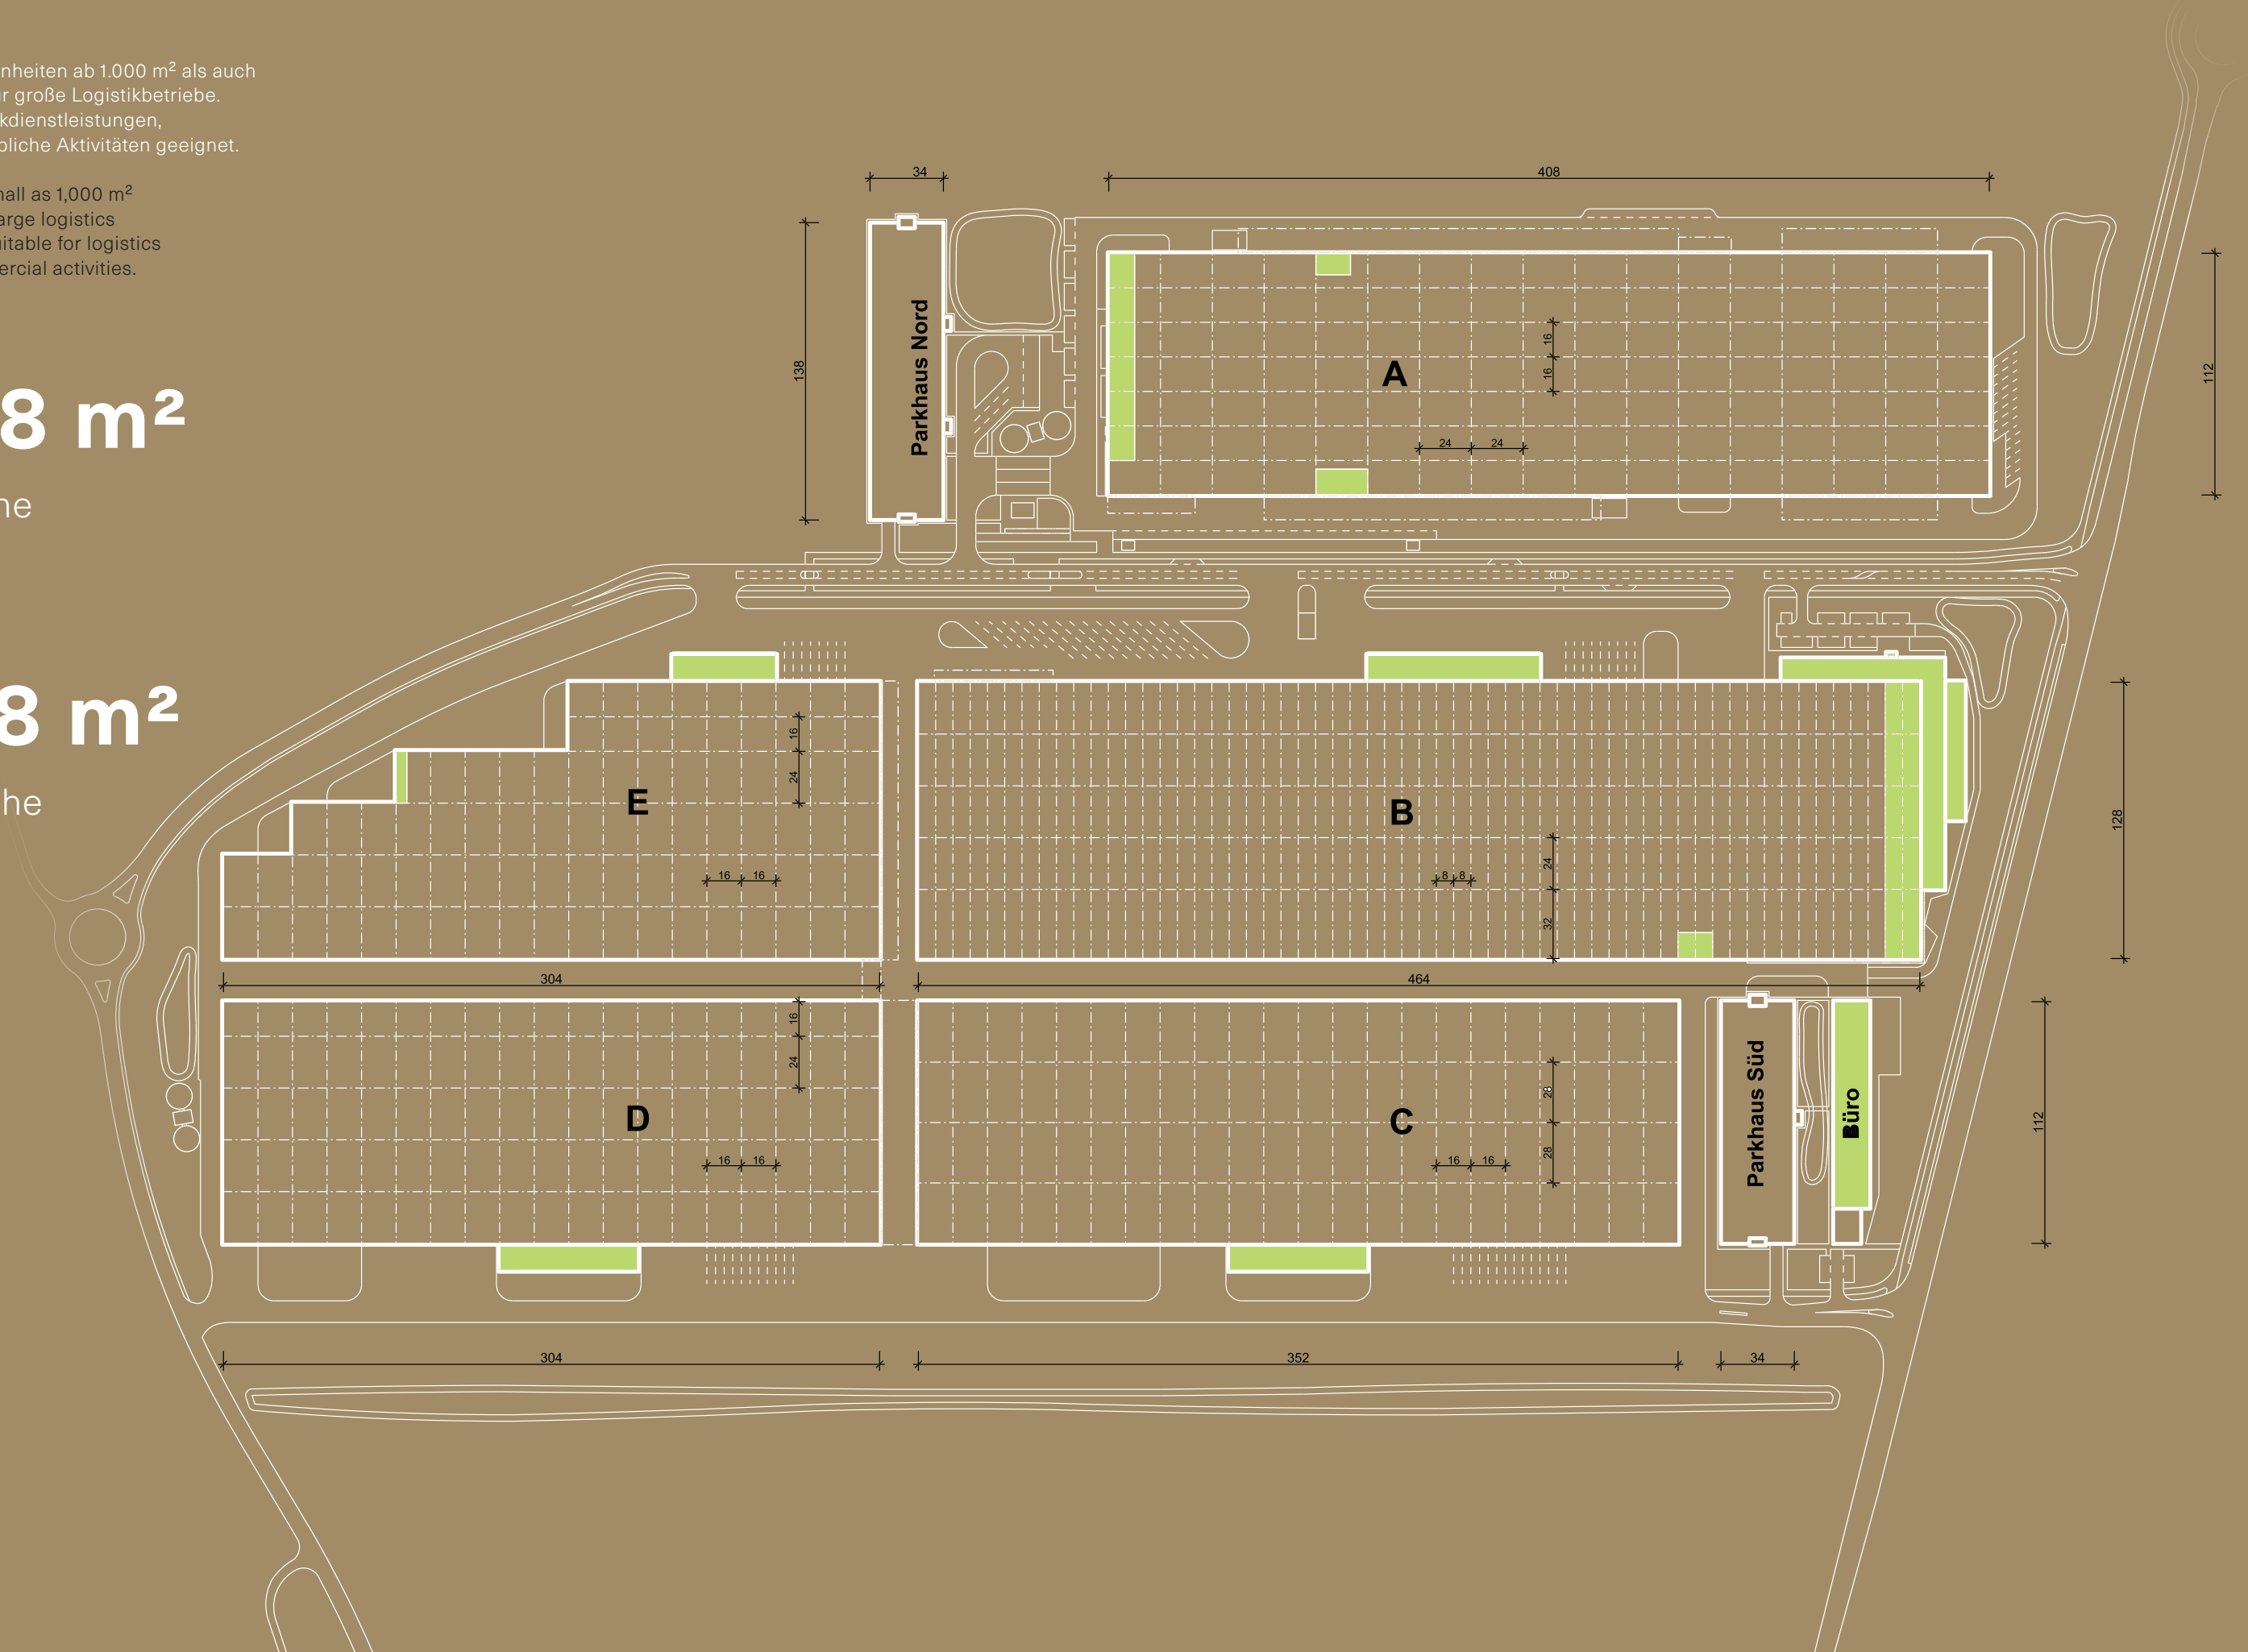 nheiten ab 1.000 m² als auch
r große Logistikbetriebe.
kdienstleistungen,
bliche Aktivitäten geeignet.
all as 1,000 m²
arge logistics
uitable for logistics
ercial activities.
8 m²
ne
8 m²
he
34
408
138
Parkhaus Nord
A
16
16
24
24
112
E
16
24
16
16
B
8
8
24
32
128
304
464
D
16
24
16
16
C
28
28
16
16
Parkhaus Süd
Büro
112
304
352
34